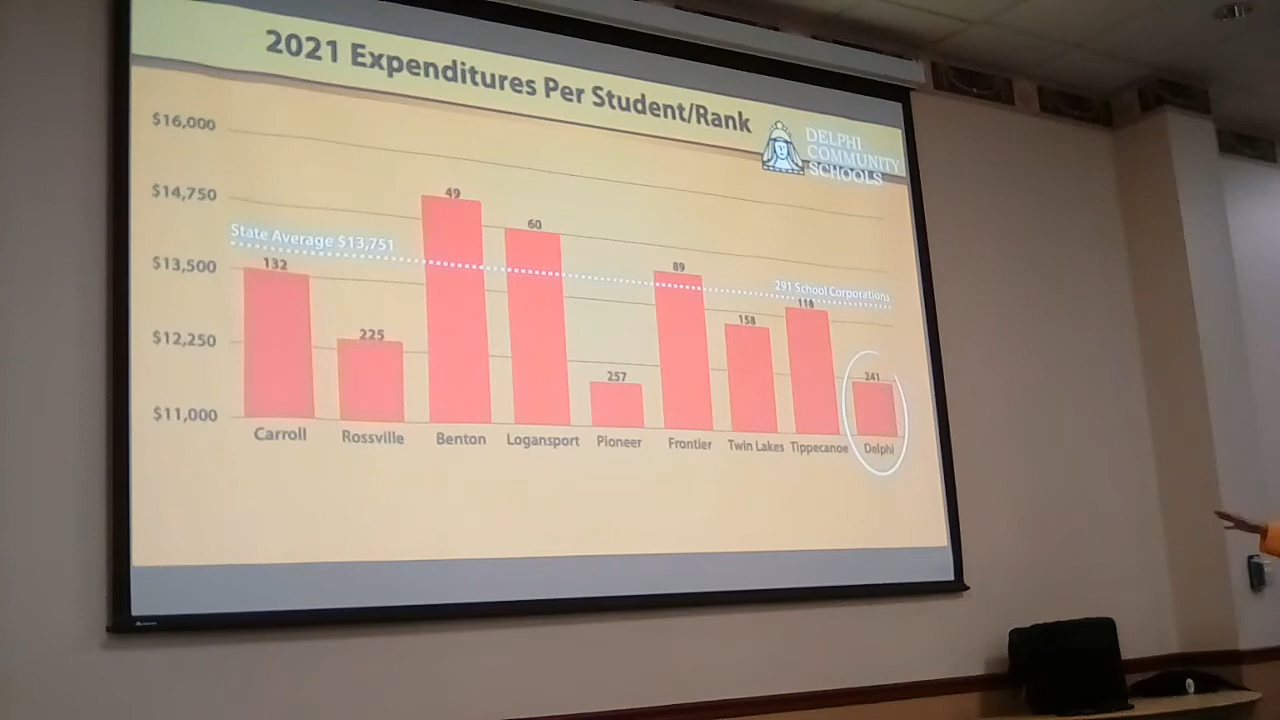 2021 Expenditures Per Student/Rank
DELPHI
COMMUNITY
SCHOOLS
$16,000
$14,750
$13,500
$12,250
$11,000
State Average $13,751
291 School Corporations
132
225
49
60
257
89
158
241
Carroll
Rossville
Benton
Logansport
Pioneer
Frontier
Twin Lakes
Tippecanoe
Delphi